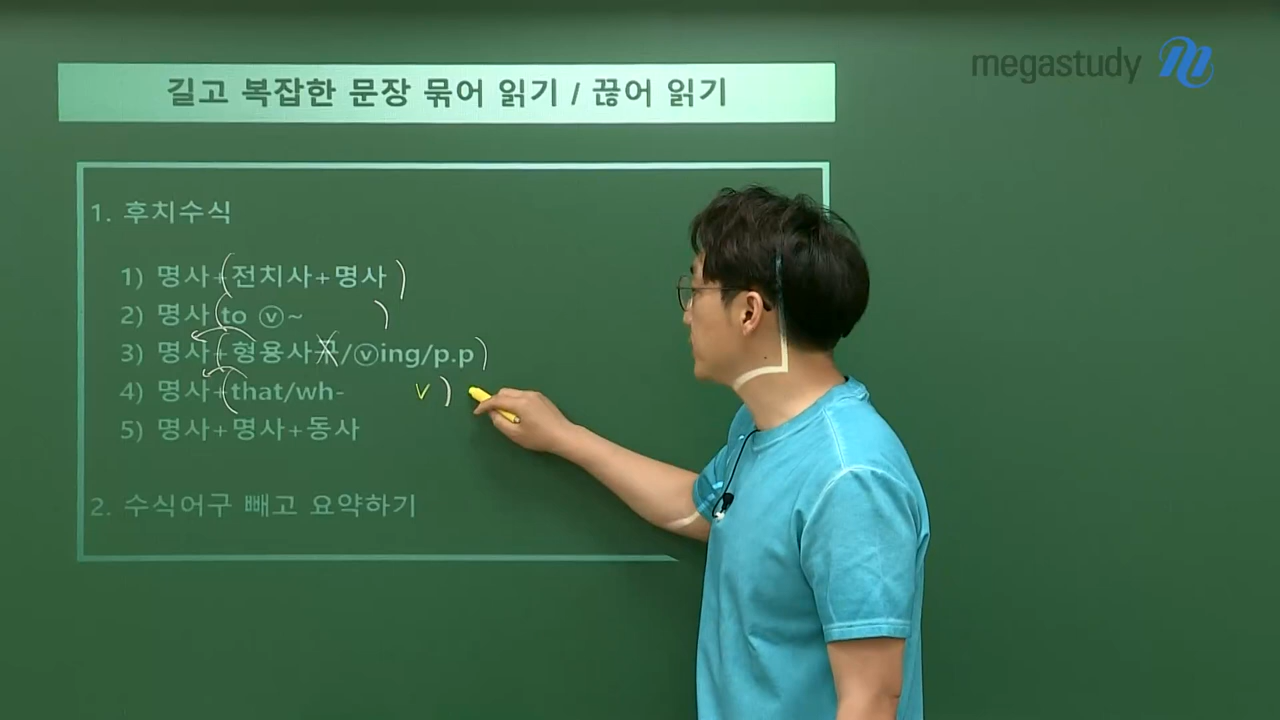 megastudy
길고 복잡한 문장 묶어 읽기 / 끊어 읽기
1. 후치수식
1) 명사+(전치사+명사)
2) 명사(to ⓥ~ )
3) 명사+(형용사구/ⓥing/p.p)
4) 명사+(that/wh- v)
5) 명사+명사+동사
2. 수식어구 빼고 요약하기